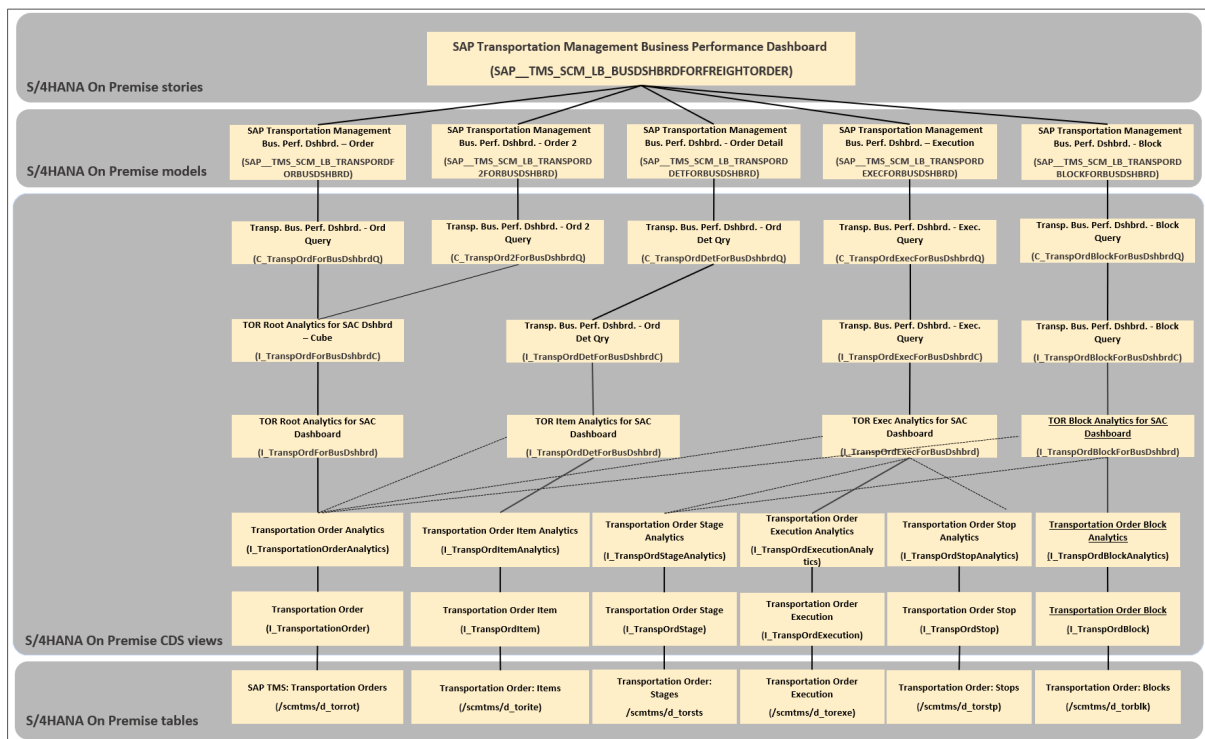 SAP Transportation Management Business Performance Dashboard
(SAP__TMS_SCM_LB_BUSDSHBRDFORFREIGHTORDER)
S/4HANA On Premise stories
SAP Transportation Management
Bus. Perf. Dshbrd. – Order
(SAP__TMS_SCM_LB_TRANSPORDF
ORBUSDSHBRD)
SAP Transportation Management
Bus. Perf. Dshbrd. - Order 2
(SAP__TMS_SCM_LB_TRANSPORD
2FORBUSDSHBRD)
SAP Transportation Management
Bus. Perf. Dshbrd. - Order Detail
(SAP__TMS_SCM_LB_TRANSPORD
DETFORBUSDSHBRD)
SAP Transportation Management
Bus. Perf. Dshbrd. – Execution
(SAP__TMS_SCM_LB_TRANSPORD
EXECFORBUSDSHBRD)
SAP Transportation Management
Bus. Perf. Dshbrd. - Block
(SAP__TMS_SCM_LB_TRANSPORD
BLOCKFORBUSDSHBRD)
S/4HANA On Premise models
Transp. Bus. Perf. Dshbrd. - Ord
Query
(C_TranspOrdForBusDshbrdQ)
Transp. Bus. Perf. Dshbrd. - Ord 2
Query
(C_TranspOrd2ForBusDshbrdQ)
Transp. Bus. Perf. Dshbrd. - Ord
Det Qry
(C_TranspOrdDetForBusDshbrdQ)
Transp. Bus. Perf. Dshbrd. - Exec.
Query
(C_TranspOrdExecForBusDshbrdQ)
Transp. Bus. Perf. Dshbrd. - Block
Query
(C_TranspOrdBlockForBusDshbrdQ)
TOR Root Analytics for SAC Dshbrd
– Cube
(I_TranspOrdForBusDshbrdC)
Transp. Bus. Perf. Dshbrd. - Ord
Det Qry
(I_TranspOrdDetForBusDshbrdC)
Transp. Bus. Perf. Dshbrd. - Exec.
Query
(I_TranspOrdExecForBusDshbrdC)
Transp. Bus. Perf. Dshbrd. - Block
Query
(I_TranspOrdBlockForBusDshbrdC)
TOR Root Analytics for SAC
Dashboard
(I_TranspOrdForBusDshbrd)
TOR Item Analytics for SAC
Dashboard
(I_TranspOrdDetForBusDshbrd)
TOR Exec Analytics for SAC
Dashboard
(I_TranspOrdExecForBusDshbrd)
TOR Block Analytics for SAC
Dashboard
(I_TranspOrdBlockForBusDshbrd)
Transportation Order Analytics
(I_TransportationOrderAnalytics)
Transportation Order Item Analytics
(I_TranspOrdItemAnalytics)
Transportation Order Stage
Analytics
(I_TranspOrdStageAnalytics)
Transportation Order
Execution Analytics
(I_TranspOrdExecutionAnaly
tics)
Transportation Order Stop
Analytics
(I_TranspOrdStopAnalytics)
Transportation Order Block
Analytics
(I_TranspOrdBlockAnalytics)
Transportation Order
(I_TransportationOrder)
Transportation Order Item
(I_TranspOrdItem)
Transportation Order Stage
(I_TranspOrdStage)
Transportation Order
Execution
(I_TranspOrdExecution)
Transportation Order Stop
(I_TranspOrdStop)
Transportation Order Block
(I_TranspOrdBlock)
S/4HANA On Premise CDS views
SAP TMS: Transportation Orders
(/scmtms/d_torrot)
Transportation Order: Items
(/scmtms/d_torite)
Transportation Order:
Stages
/scmtms/d_torsts
Transportation Order
Execution
(/scmtms/d_torexe)
Transportation Order: Stops
(/scmtms/d_torstp)
Transportation Order: Blocks
(/scmtms/d_torblk)
S/4HANA On Premise tables